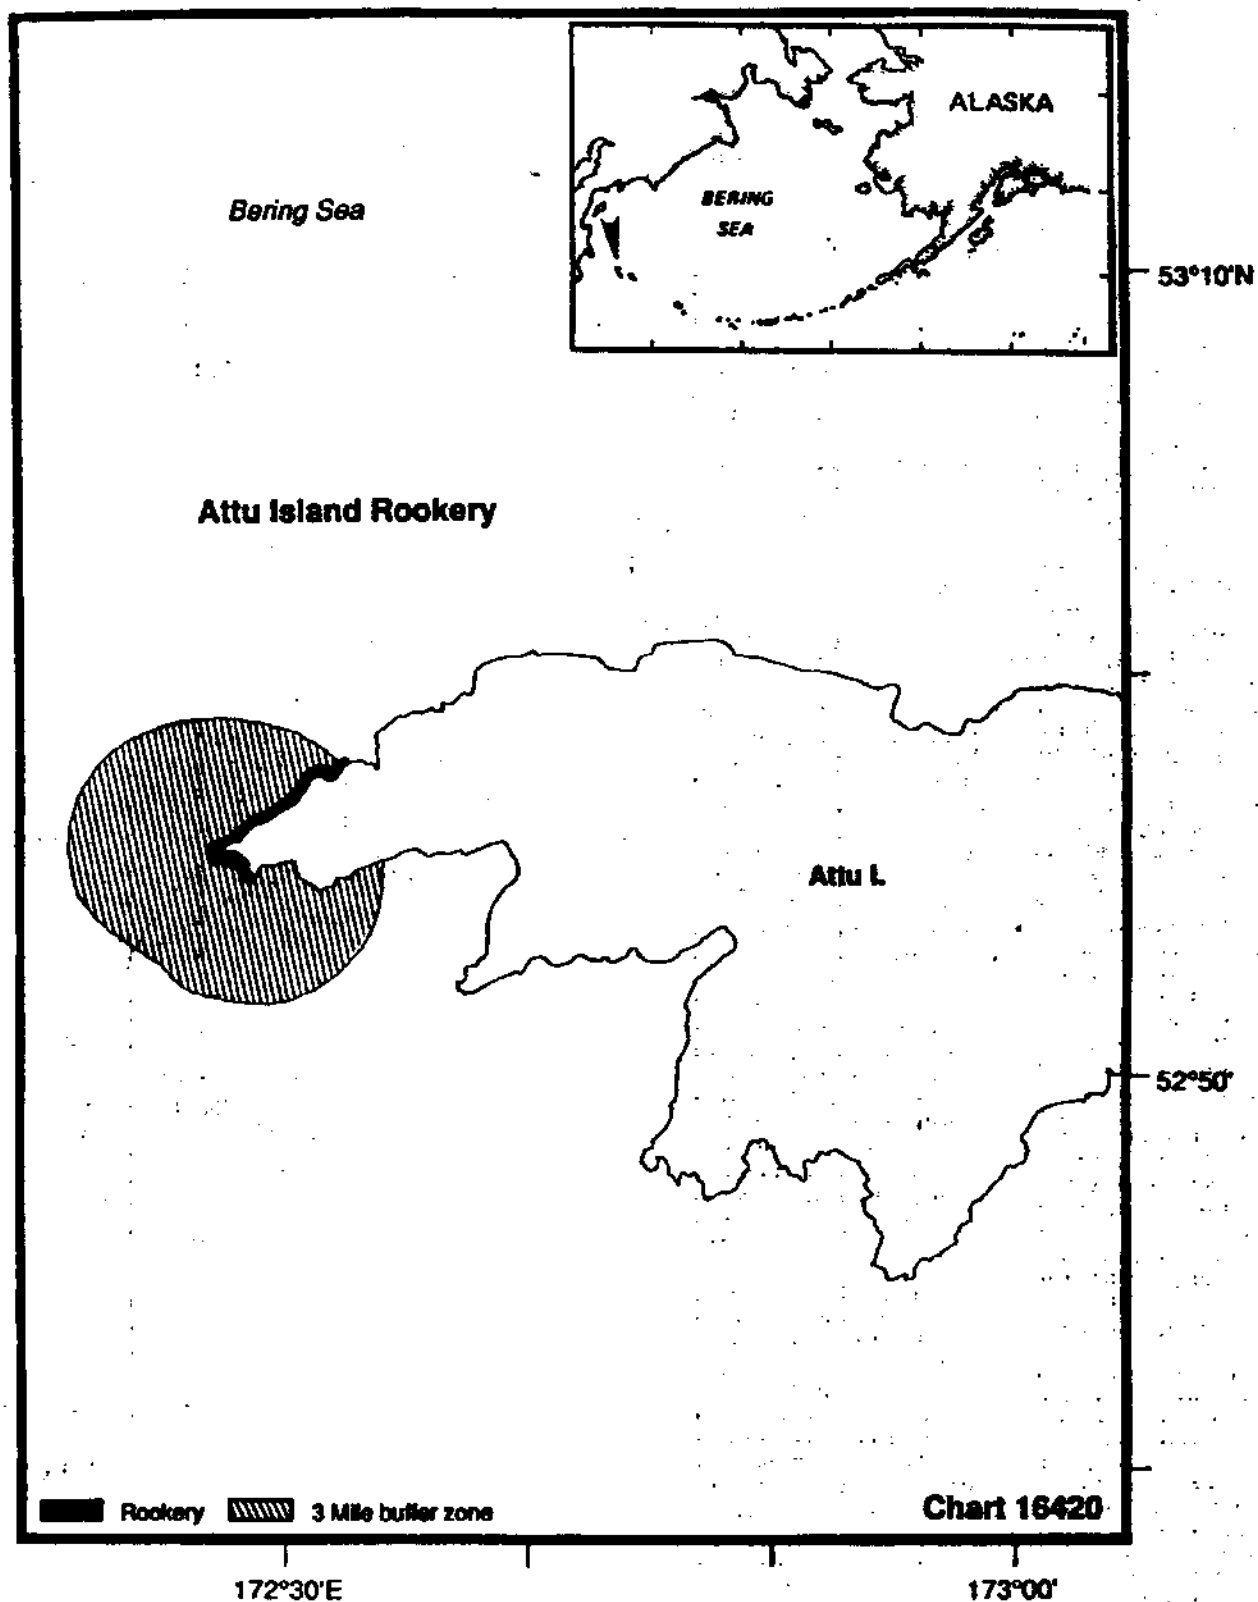 ALASKA
BERING
SEA
Bering Sea
53°10'N
Attu Island Rookery
Attu I.
52°50'
Rookery
3 Mile buffer zone
Chart 16420
172°30'E
173°00'